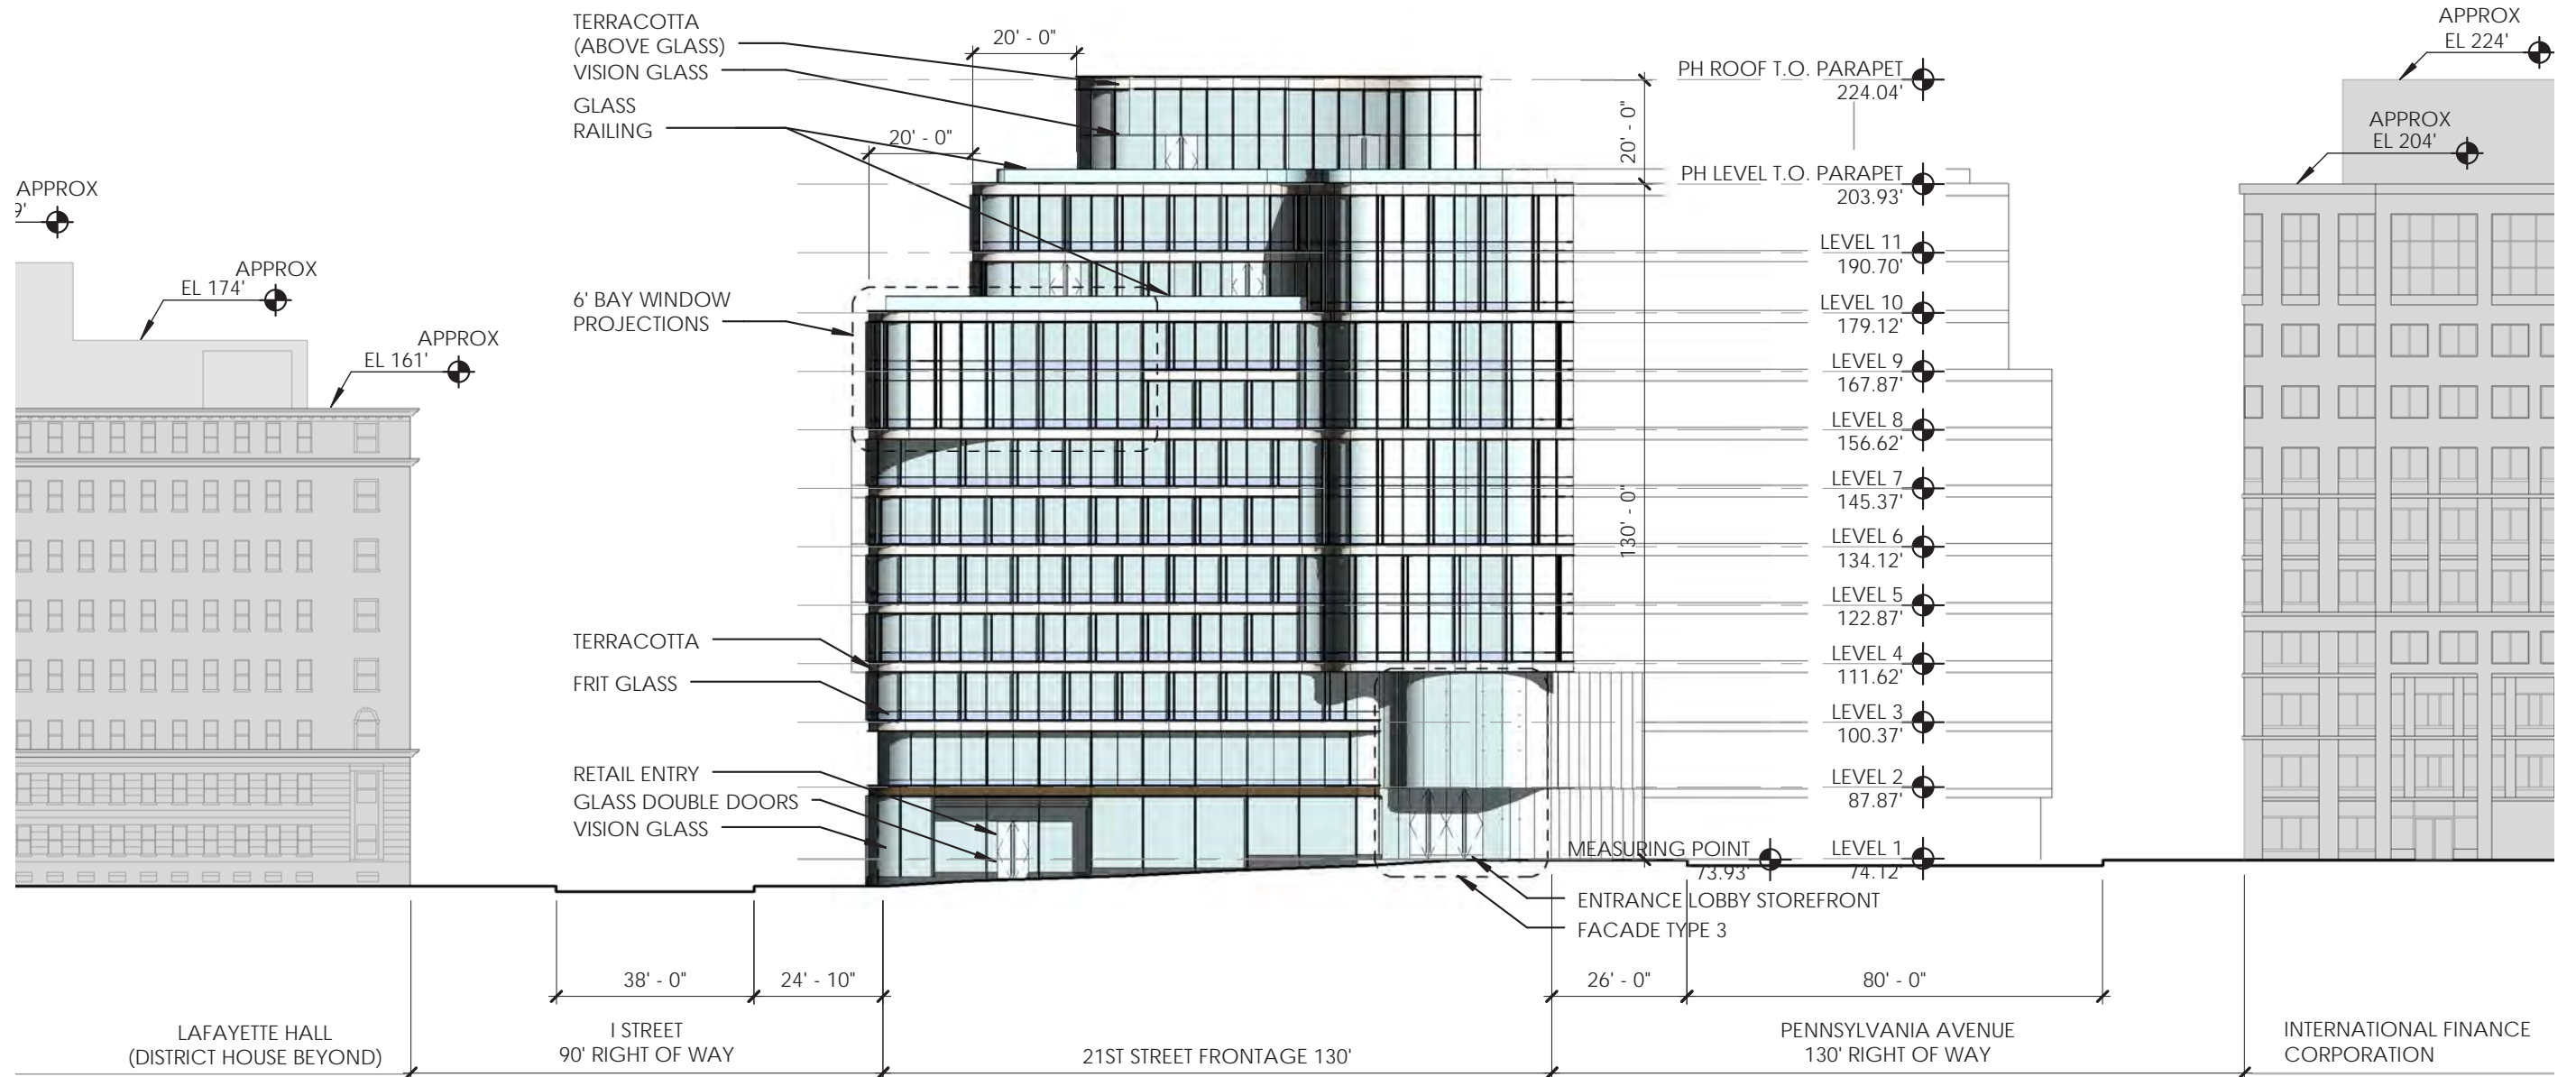 TERRACOTTA
(ABOVE GLASS)
VISION GLASS
GLASS
RAILING
20' - 0"
20' - 0"
6' BAY WINDOW
PROJECTIONS
TERRACOTTA
FRIT GLASS
RETAIL ENTRY
GLASS DOUBLE DOORS
VISION GLASS
APPROX
9'
APPROX
EL 174'
APPROX
EL 161'
20' - 0"
130' - 0"
PH ROOF T.O. PARAPET
224.04'
PH LEVEL T.O. PARAPET
203.93'
LEVEL 11
190.70'
LEVEL 10
179.12'
LEVEL 9
167.87'
LEVEL 8
156.62'
LEVEL 7
145.37'
LEVEL 6
134.12'
LEVEL 5
122.87'
LEVEL 4
111.62'
LEVEL 3
100.37'
LEVEL 2
87.87'
LEVEL 1
74.12'
MEASURING POINT
73.93'
ENTRANCE LOBBY STOREFRONT
FACADE TYPE 3
APPROX
EL 224'
APPROX
EL 204'
38' - 0"
24' - 10"
26' - 0"
80' - 0"
LAFAYETTE HALL
(DISTRICT HOUSE BEYOND)
I STREET
90' RIGHT OF WAY
21ST STREET FRONTAGE 130'
PENNSYLVANIA AVENUE
130' RIGHT OF WAY
INTERNATIONAL FINANCE
CORPORATION